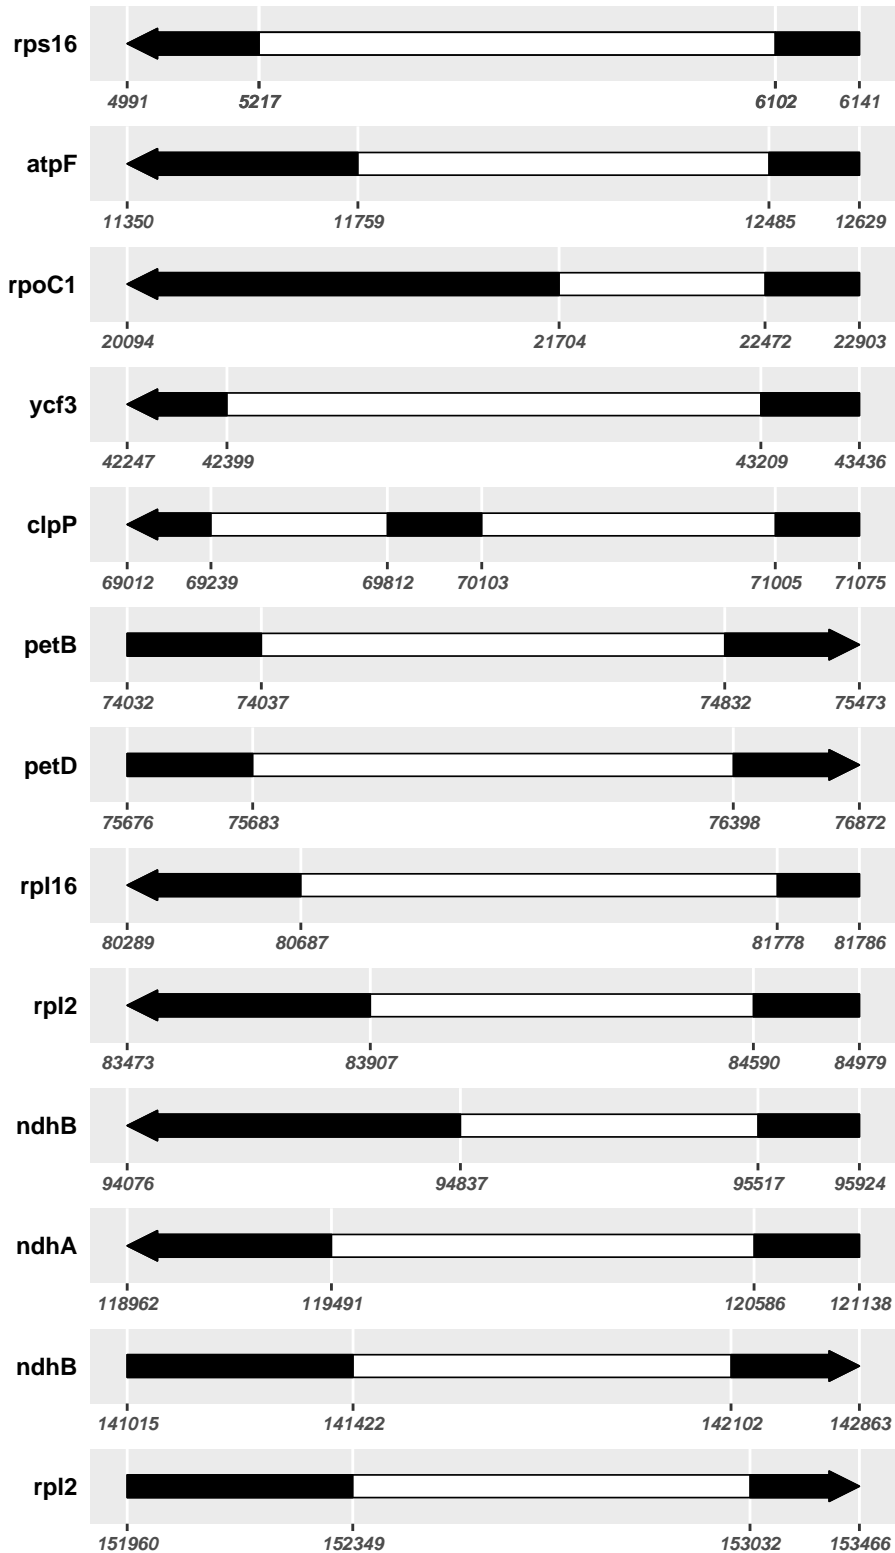 rps16
4991 5217 6102 6141
atpF
11350 11759 12485 12629
rpoC1
20094 21704 22472 22903
ycf3
42247 42399 43209 43436
clpP
69012 69239 69812 70103 71005 71075
petB
74032 74037 74832 75473
petD
75676 75683 76398 76872
rpl16
80289 80687 81778 81786
rpl2
83473 83907 84590 84979
ndhB
94076 94837 95517 95924
ndhA
118962 119491 120586 121138
ndhB
141015 141422 142102 142863
rpl2
151960 152349 153032 153466